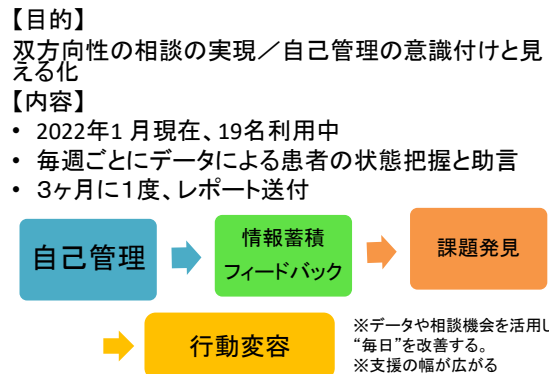 【目的】
双方向性の相談の実現／自己管理の意識付けと見
える化
【内容】
• 2022年1月現在、19名利用中
• 毎週ごとにデータによる患者の状態把握と助言
• ３ヶ月に１度、レポート送付
自己管理
情報蓄積
フィードバック
課題発見
行動変容
※データや相談機会を活用し
“毎日”を改善する。
※支援の幅が広がる